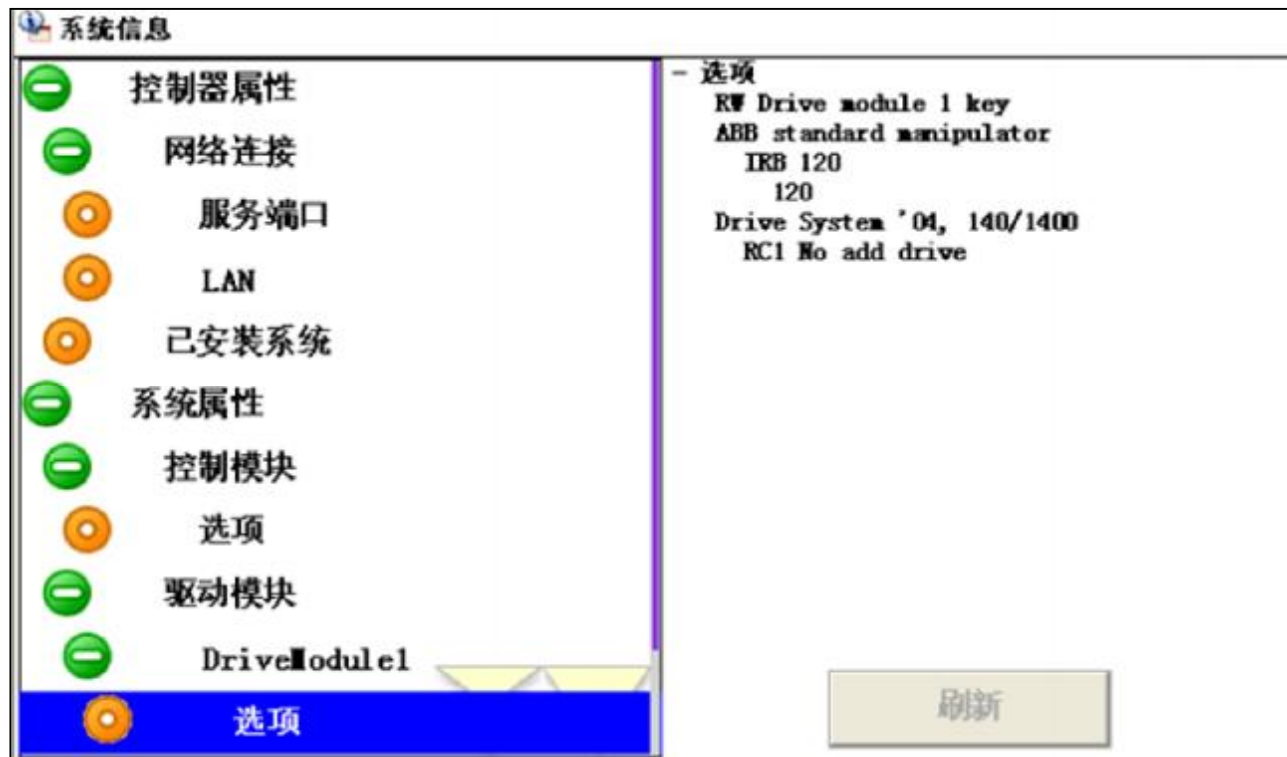 系统信息
控制器属性
网络连接
服务端口
LAN
已安装系统
系统属性
控制模块
选项
驱动模块
DriveModule1
选项
- 选项
RW Drive module 1 key
ABB standard manipulator
IRB 120
120
Drive System '04, 140/1400
RC1 No add drive
刷新